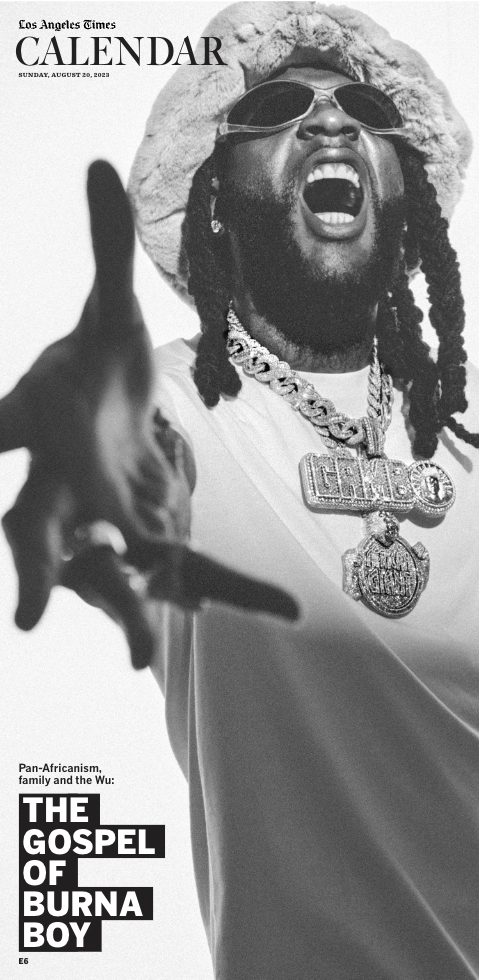 Los Angeles Times
CALENDAR
SUNDAY, AUGUST 20, 2023
Pan-Africanism,
family and the Wu:
THE
GOSPEL
OF
BURNA
BOY
E6